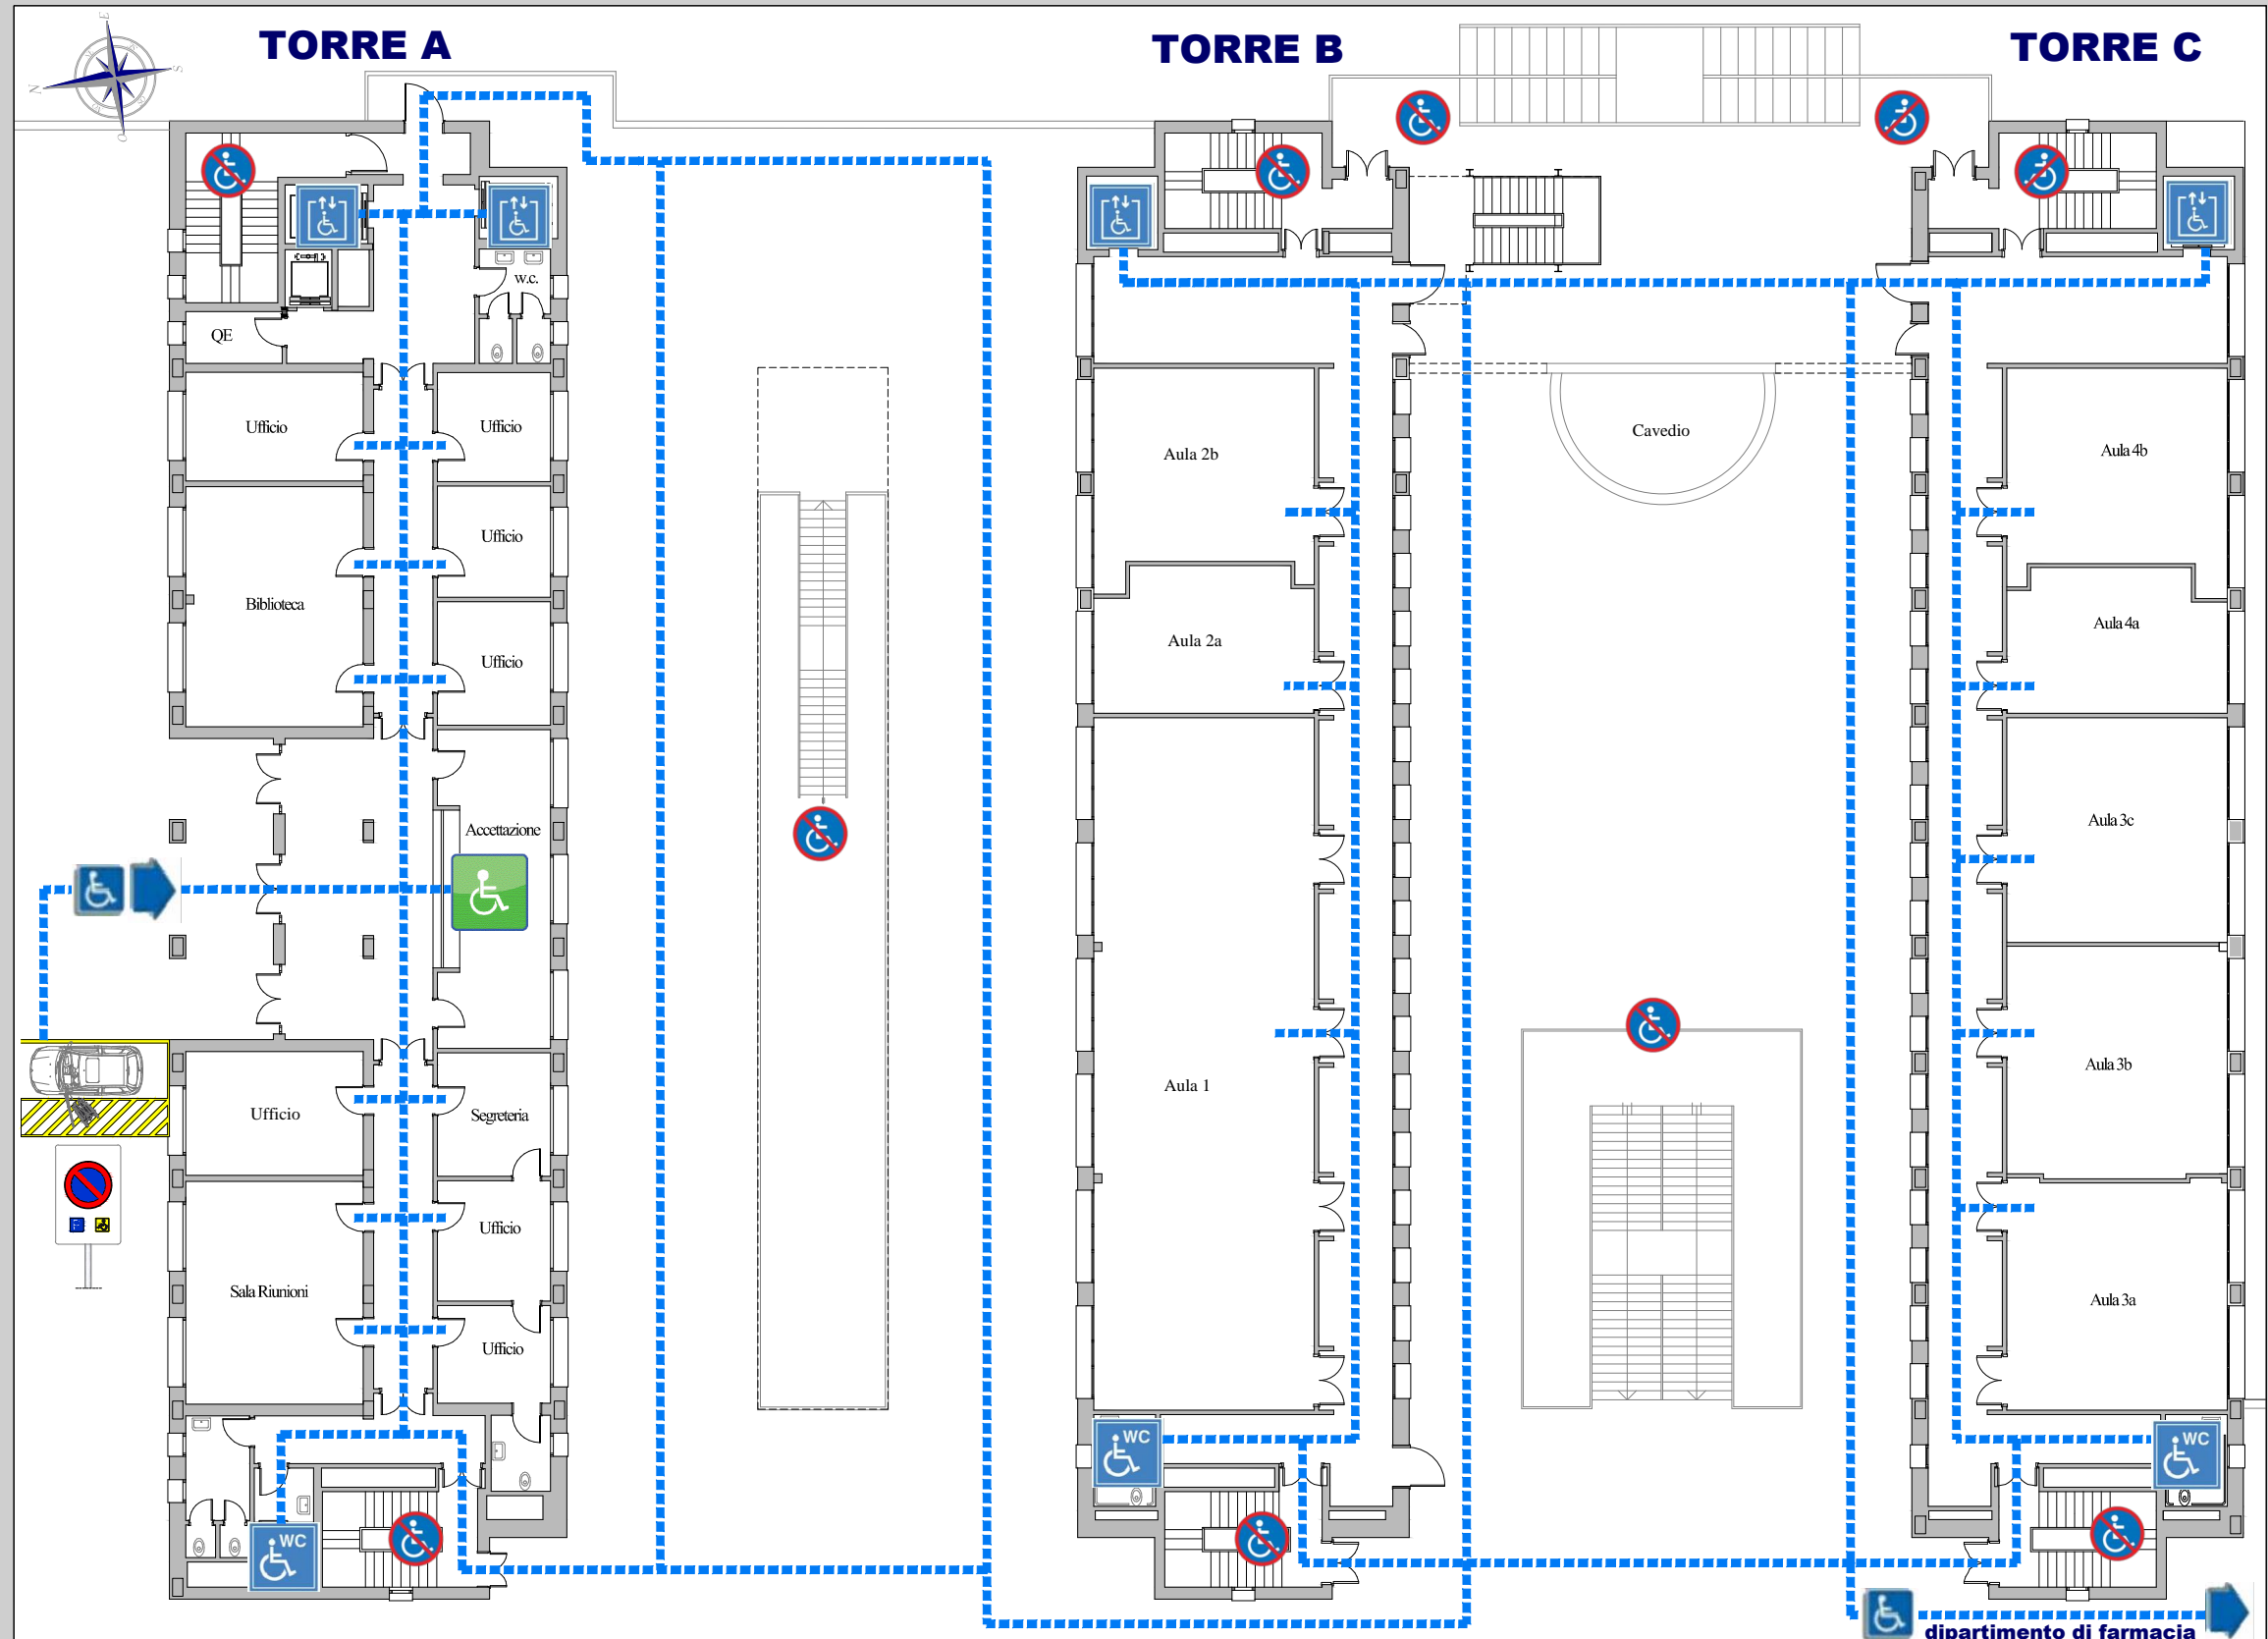 TORRE A
TORRE B
TORRE C
E
S
N
O
w.c.
QE
Ufficio
Ufficio
Cavedio
Aula 2b
Aula 4b
Ufficio
Biblioteca
Aula 2a
Aula 4a
Ufficio
Accettazione
Aula 3c
Aula 3b
Aula 1
Ufficio
Segreteria
Ufficio
Sala Riunioni
Aula 3a
Ufficio
WC
WC
WC
dipartimento di farmacia